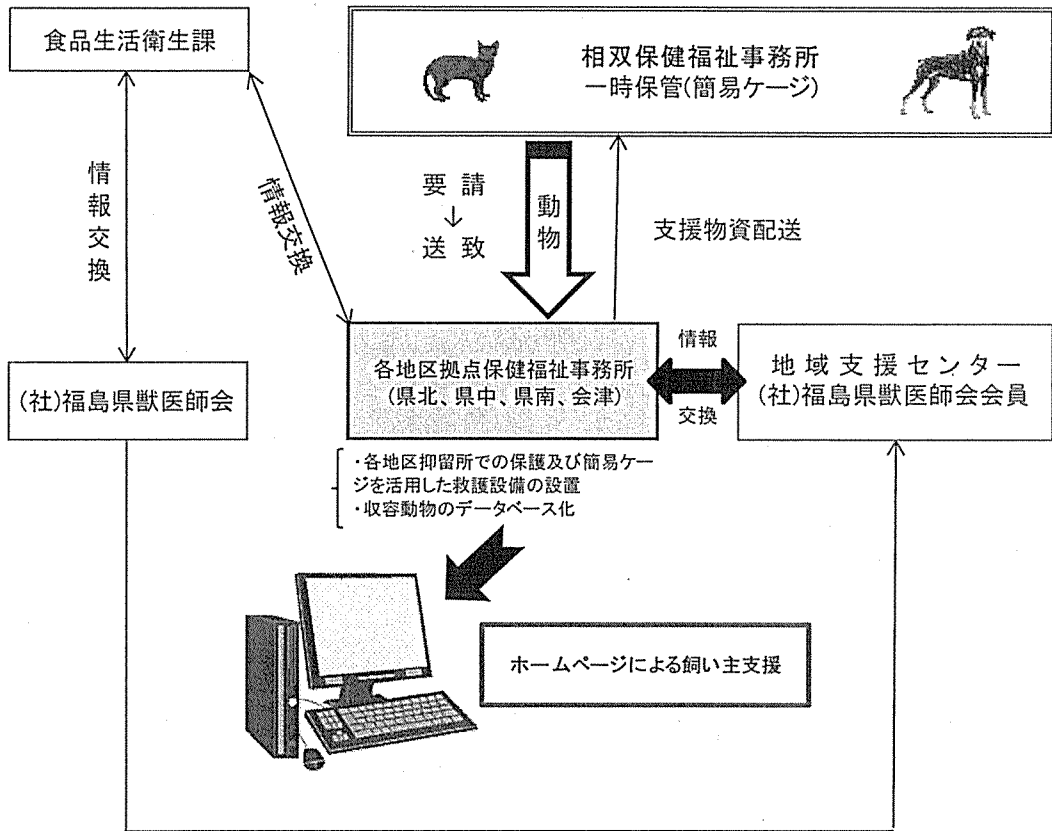 食品生活衛生課
相双保健福祉事務所
一時保管(簡易ケージ)
情報交換
情報交換
要 請
↓
送 致
動物
支援物資配送
(社)福島県獣医師会
各地区拠点保健福祉事務所
(県北、県中、県南、会津)
情報
交換
地 域 支 援 セ ン タ ー
(社)福島県獣医師会会員
・各地区抑留所での保護及び簡易ケー
ジを活用した救護設備の設置
・収容動物のデータベース化
ホームページによる飼い主支援